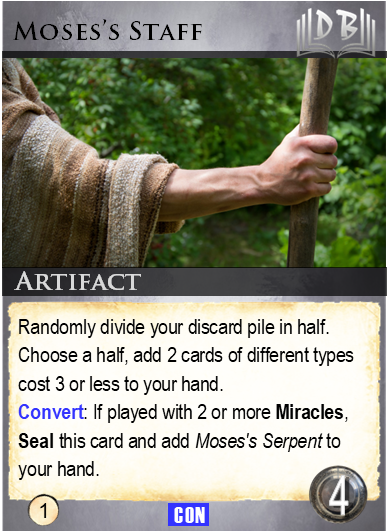 Moses's Staff
DB
Artifact
Randomly divide your discard pile in half.
Choose a half, add 2 cards of different types
cost 3 or less to your hand.
Convert: If played with 2 or more Miracles,
Seal this card and add Moses's Serpent to
your hand.
1
CON
4